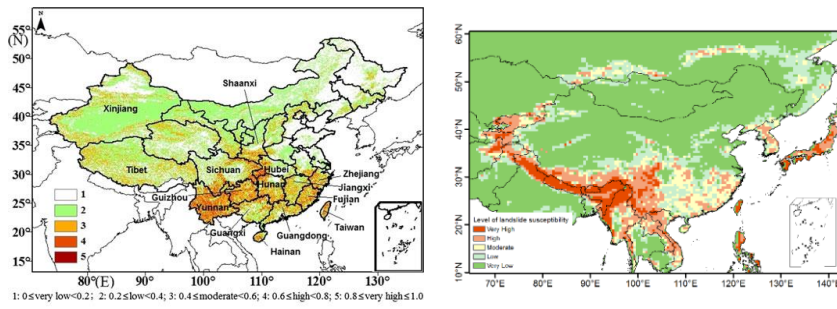 N
(N)
55°
50°
45°
40°
35°
30°
25°
20°
15°
Shaanxi
Xinjiang
Tibet
Sichuan
Hubei
Hunan
Zhejiang
Jiangxi
Fujian
Guizhou
Yunnan
Taiwan
Guangxi
Guangdong
Hainan
1
2
3
4
5
80°(E) 90° 100° 110° 120° 130°
1: 0≤very low<0.2; 2: 0.2≤low<0.4; 3: 0.4≤moderate<0.6; 4: 0.6≤high<0.8; 5: 0.8≤very high≤1.0
60°N
50°N
40°N
30°N
20°N
10°N
Level of landslide susceptibility
Very High
High
Moderate
Low
Very Low
70°E 80°E 90°E 100°E 110°E 120°E 130°E 140°E